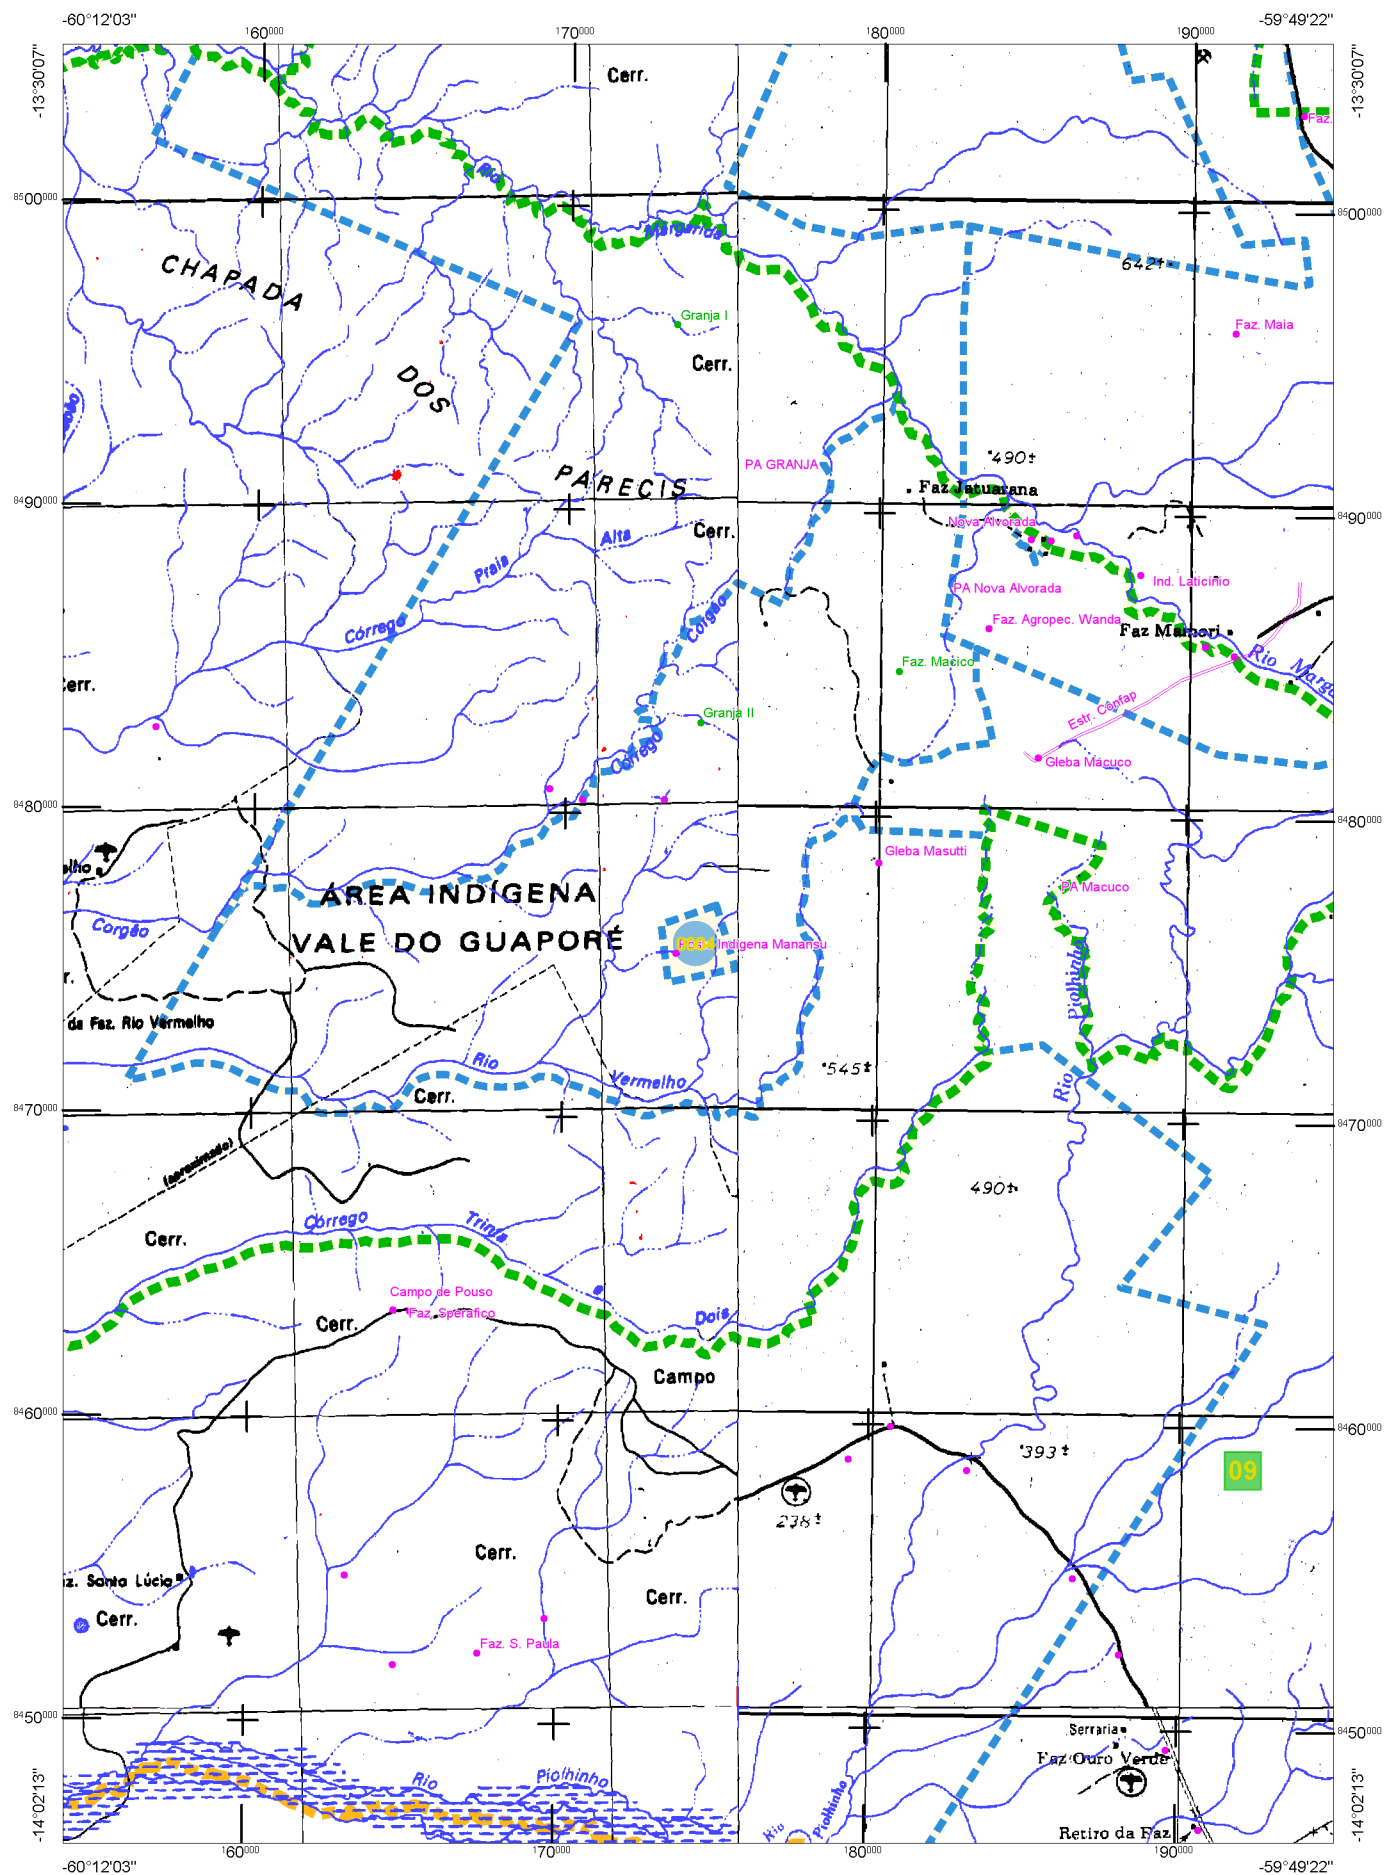 -60°12'03"
-59°49'22"
160000
170000
180000
190000
-13°30'07"
-13°30'07"
Cerr.
Faz.
Rio
8500000
8500000
Margarida
CHAPADA
642
Granja I
Faz. Maia
Cerr.
DOS
490
PA GRANJA
PARECIS
Faz Jatuarana
8490000
8490000
Nova Alvorada
Cerr.
Alta
Praia
Ind. Laticínio
PA Nova Alvorada
Corgão
Faz. Agropec. Wanda
Córrego
Faz Mamori
Rio
Faz. Macico
Cerr.
Estr. Confap
Granja II
Córrego
Gleba Macuco
8480000
8480000
Gleba Masutti
PA Macuco
ÁREA INDÍGENA
Corgão
VALE DO GUAPORÉ
Indigena Manansu
Piolhinho
da Faz. Rio Vermelho
Rio
545
Vermelho
Cerr.
Rio
8470000
8470000
(aproximado)
490
Córrego
Cerr.
Trinta
Campo de Pouso
Faz. Sperafico
Cerr.
Dois
Campo
8460000
8460000
393
09
238
Cerr.
Santa Lúcia
Cerr.
Cerr.
Faz. S. Paula
8450000
8450000
Serraria
Faz Ouro Verde
Rio
Piolhinho
Piolhinho
Retiro da Faz
-14°02'13"
-14°02'13"
160000
170000
180000
190000
-60°12'03"
-59°49'22"